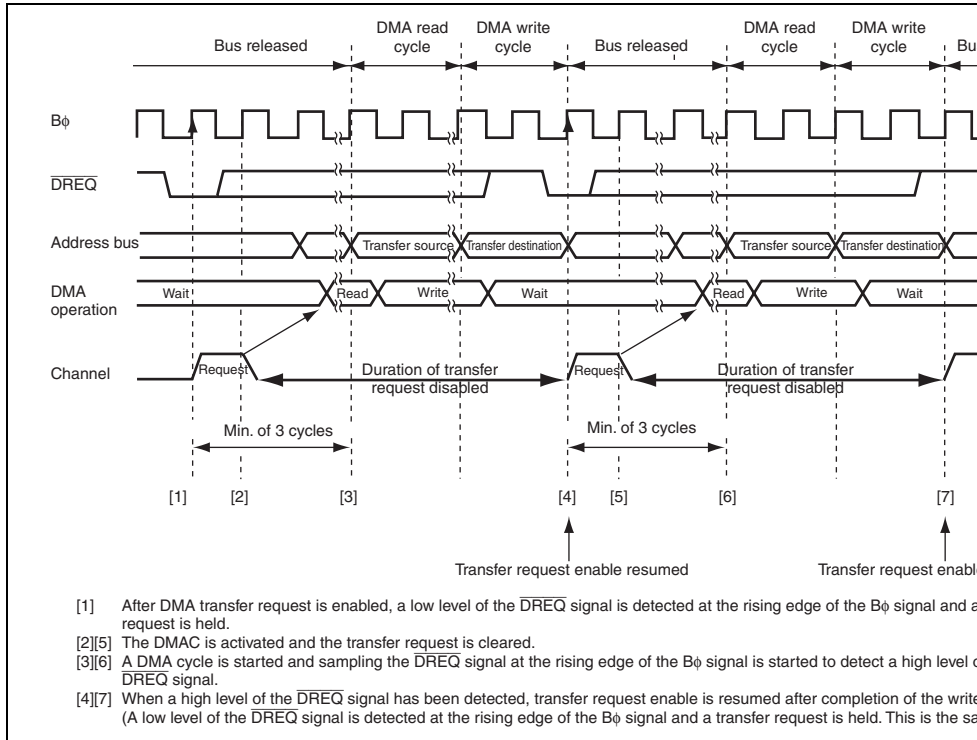 Bus released
DMA read cycle
DMA write cycle
Bus released
DMA read cycle
DMA write cycle
Bu
Bϕ
DREQ
Address bus
Transfer source
Transfer destination
Transfer source
Transfer destination
DMA operation
Wait
Read
Write
Wait
Read
Write
Wait
Channel
Request
Duration of transfer request disabled
Request
Duration of transfer request disabled
Min. of 3 cycles
Min. of 3 cycles
[1] [2] [3] [4] [5] [6] [7]
Transfer request enable resumed
Transfer request enable
[1] After DMA transfer request is enabled, a low level of the DREQ signal is detected at the rising edge of the Bϕ signal and a
request is held.
[2][5] The DMAC is activated and the transfer request is cleared.
[3][6] A DMA cycle is started and sampling the DREQ signal at the rising edge of the Bϕ signal is started to detect a high level o
DREQ signal.
[4][7] When a high level of the DREQ signal has been detected, transfer request enable is resumed after completion of the write
(A low level of the DREQ signal is detected at the rising edge of the Bϕ signal and a transfer request is held. This is the sa